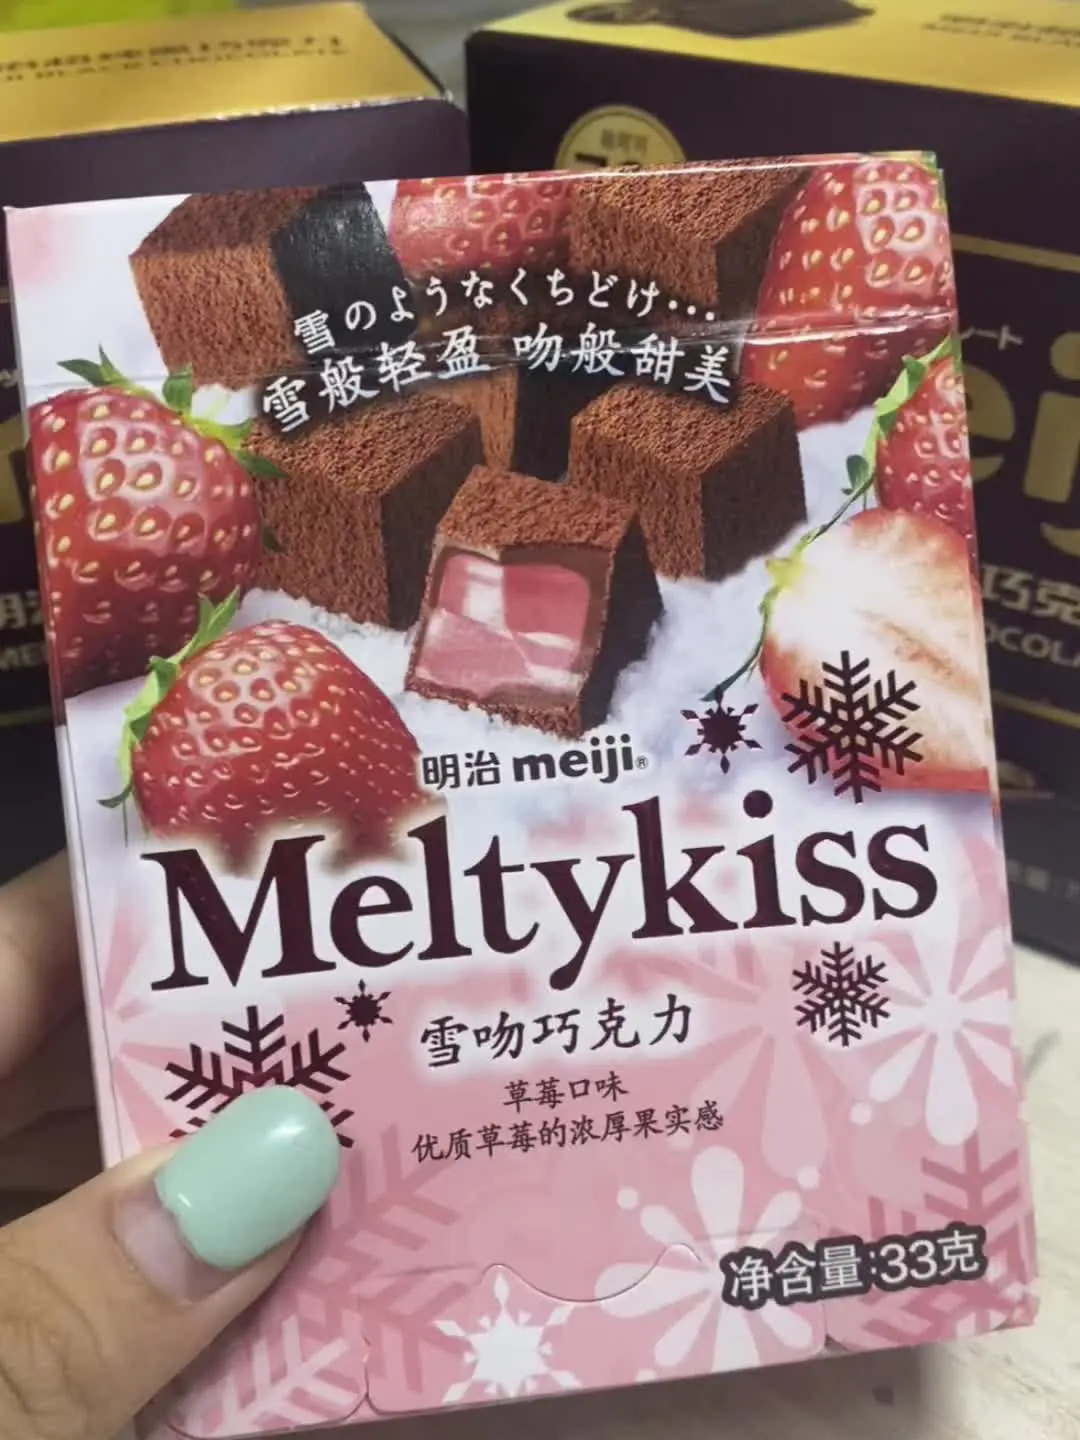 雪のようなくちどけ...
雪般轻盈 吻般甜美
明治 meiji®
Meltykiss
雪吻巧克力
草莓口味
优质草莓的浓厚果实感
净含量:33克
巧克